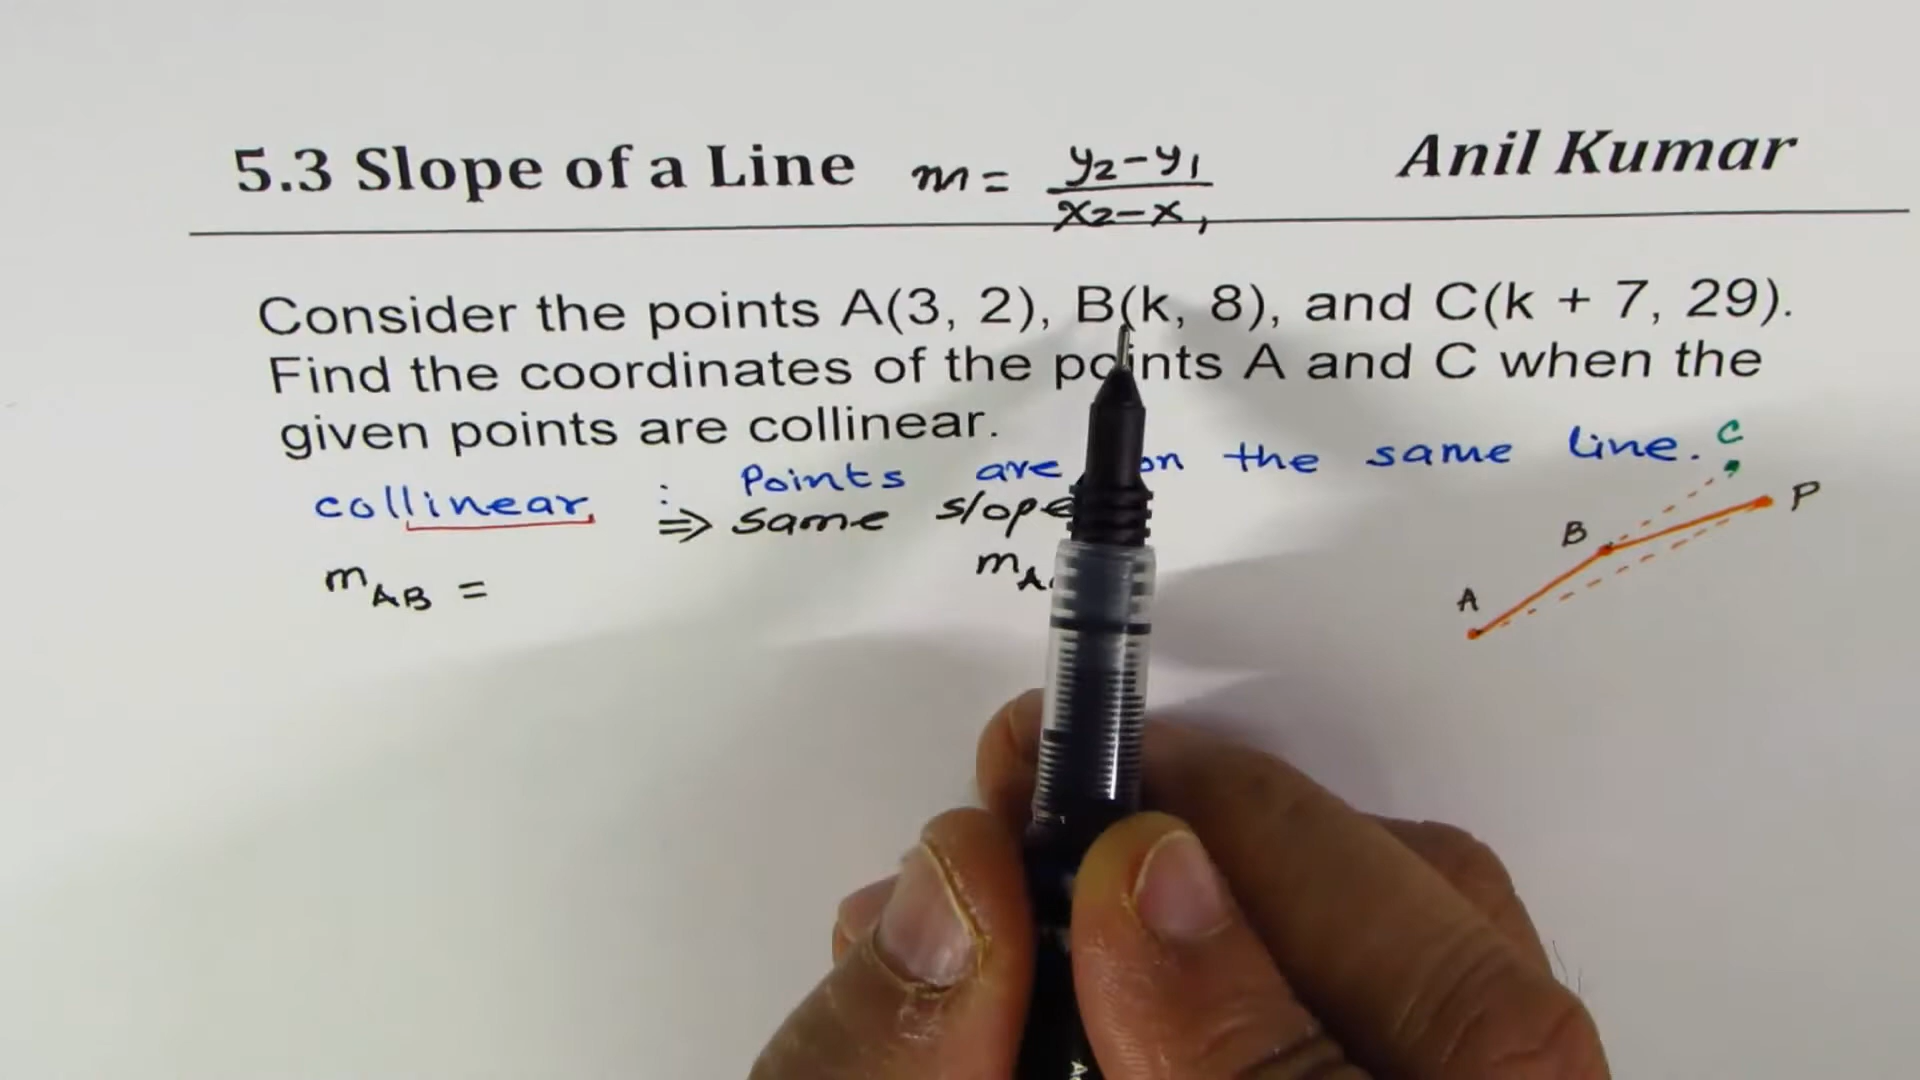 5.3 Slope of a Line m = y₂-y₁ / x₂-x₁ Anil Kumar
Consider the points A(3, 2), B(k, 8), and C(k + 7, 29).
Find the coordinates of the points A and C when the
given points are collinear.
collinear : Points are on the same line.
⇒ same slope
m AB =
C
B
P
A